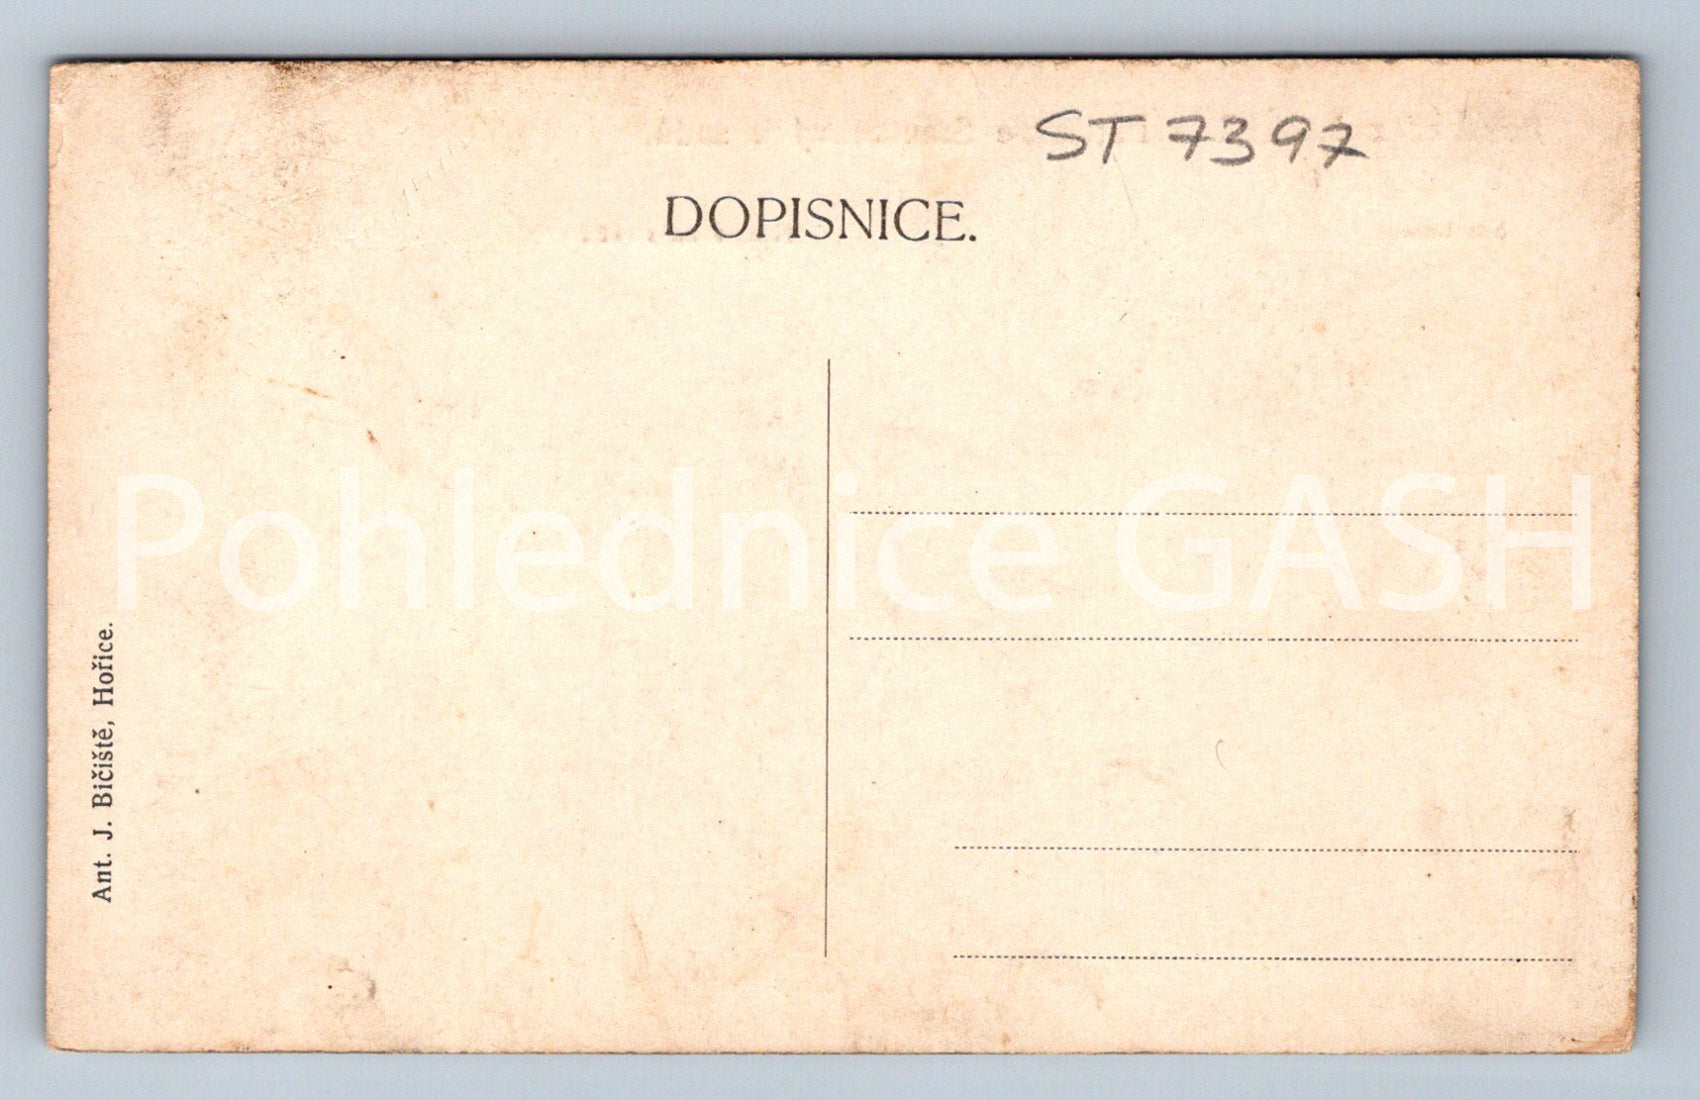 ST 7397
DOPISNICE.
Pohlednice GASH
Ant. J. Bičiště, Hořice.